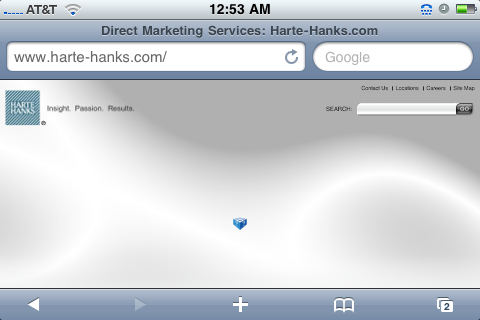 AT&T 12:53 AM
Direct Marketing Services: Harte-Hanks.com
www.harte-hanks.com/ Google
Contact Us | Locations | Careers | Site Map
HARTE
HANKS ® Insight. Passion. Results. SEARCH: GO
2